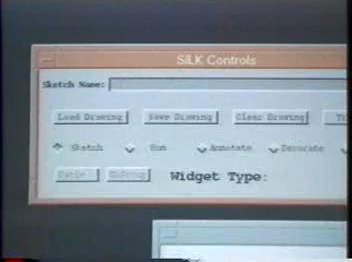 SILK Controls
Sketch Name:
Load Drawing Save Drawing Clear Drawing
Sketch Run Annotate Decorate
Widget Type: